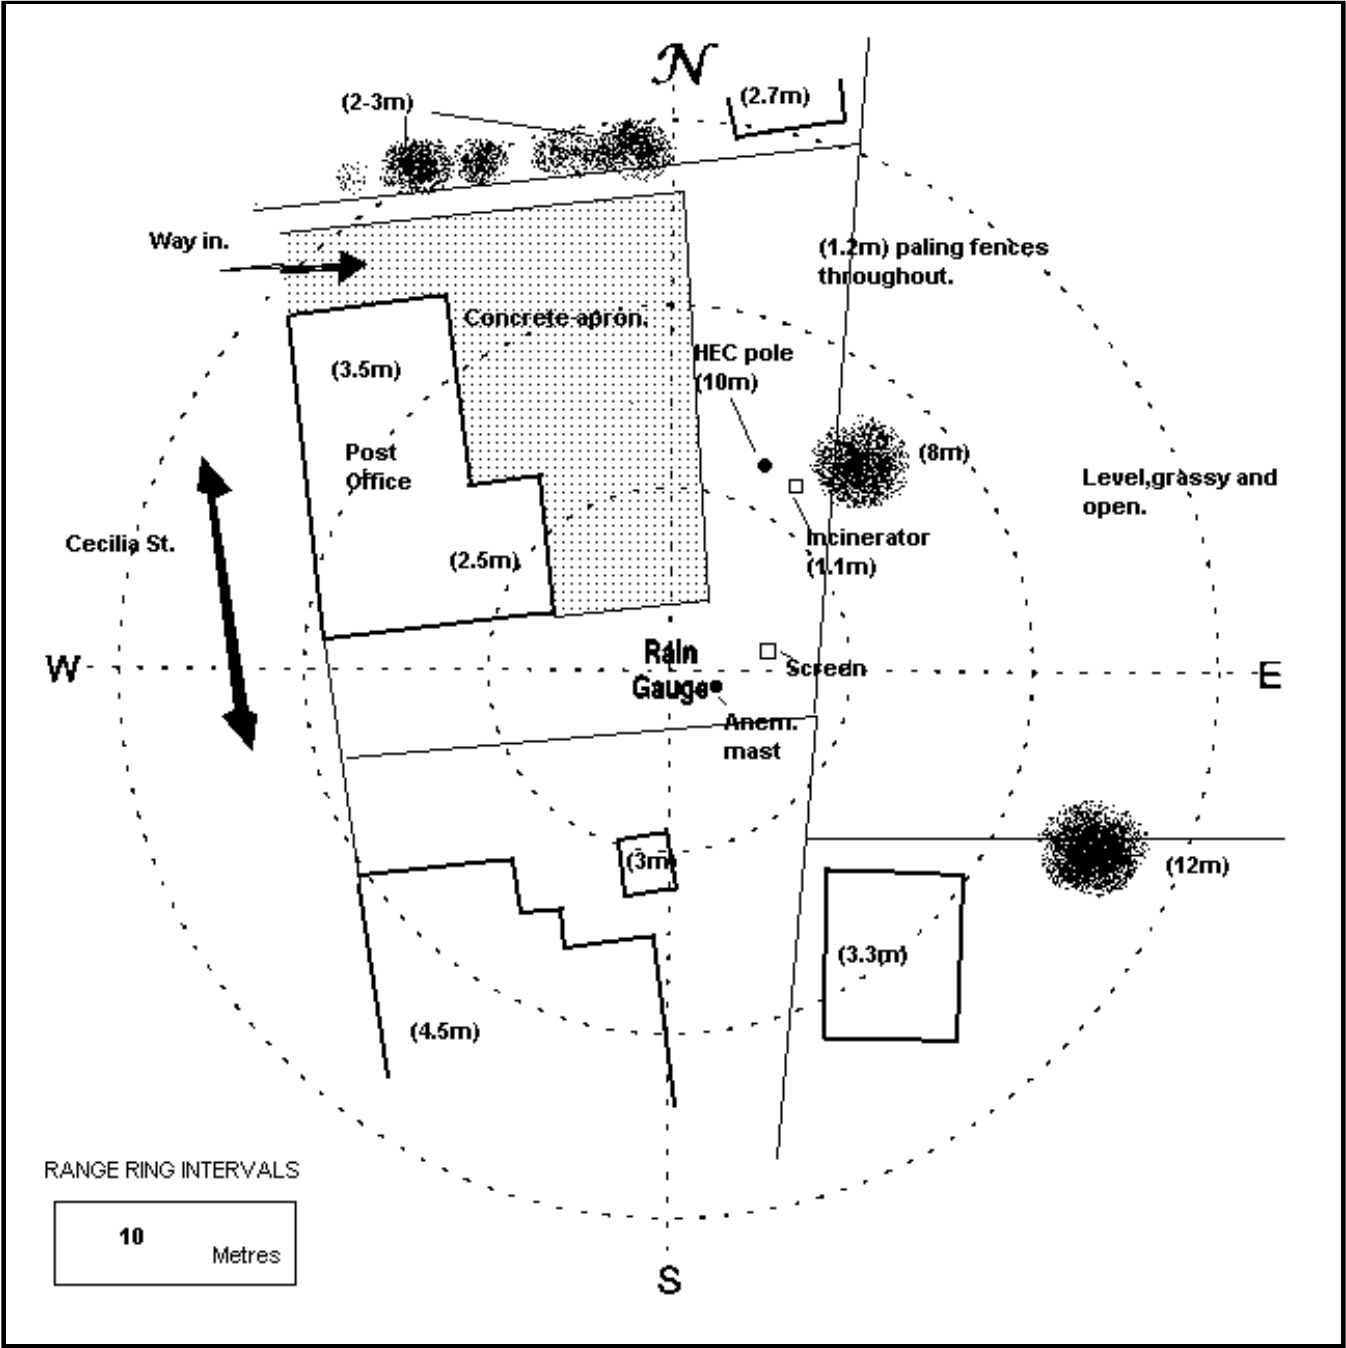 N
(2-3m)
(2.7m)
Way in.
(1.2m) paling fences
throughout.
Concrete apron.
HEC pole
(10m)
(3.5m)
Post
Office
(8m)
Level,grassy and
open.
Cecilia St.
(2.5m)
Incinerator
(1.1m)
Rain
Gauge
W
Screen
E
Anem.
mast
(3m)
(12m)
(3.3m)
(4.5m)
RANGE RING INTERVALS
10
Metres
S